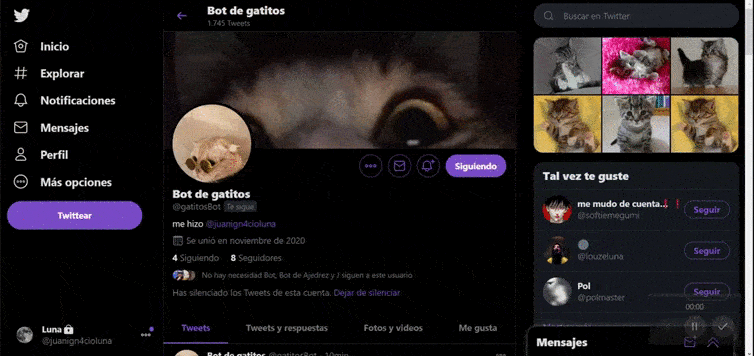 Inicio
Explorar
Notificaciones
Mensajes
Perfil
Más opciones
Twittear
Luna
@juanign4cioluna
Bot de gatitos
1.745 Tweets
Siguiendo
Bot de gatitos
@gatitosBot Te sigue
me hizo @juanign4cioluna
Se unió en noviembre de 2020
4 Siguiendo 8 Seguidores
No hay necesidad Bot, Bot de Ajedrez y J siguen a este usuario
Has silenciado los Tweets de esta cuenta. Dejar de silenciar
Tweets Tweets y respuestas Fotos y videos Me gusta
Bot de gatitos @gatitosBot · 10min
Buscar en Twitter
Tal vez te guste
me mudo de cuenta..
@softiemegumi
Seguir
@louzeluna
Seguir
Pol
@polmaster
Seguir
00:00
Mensajes